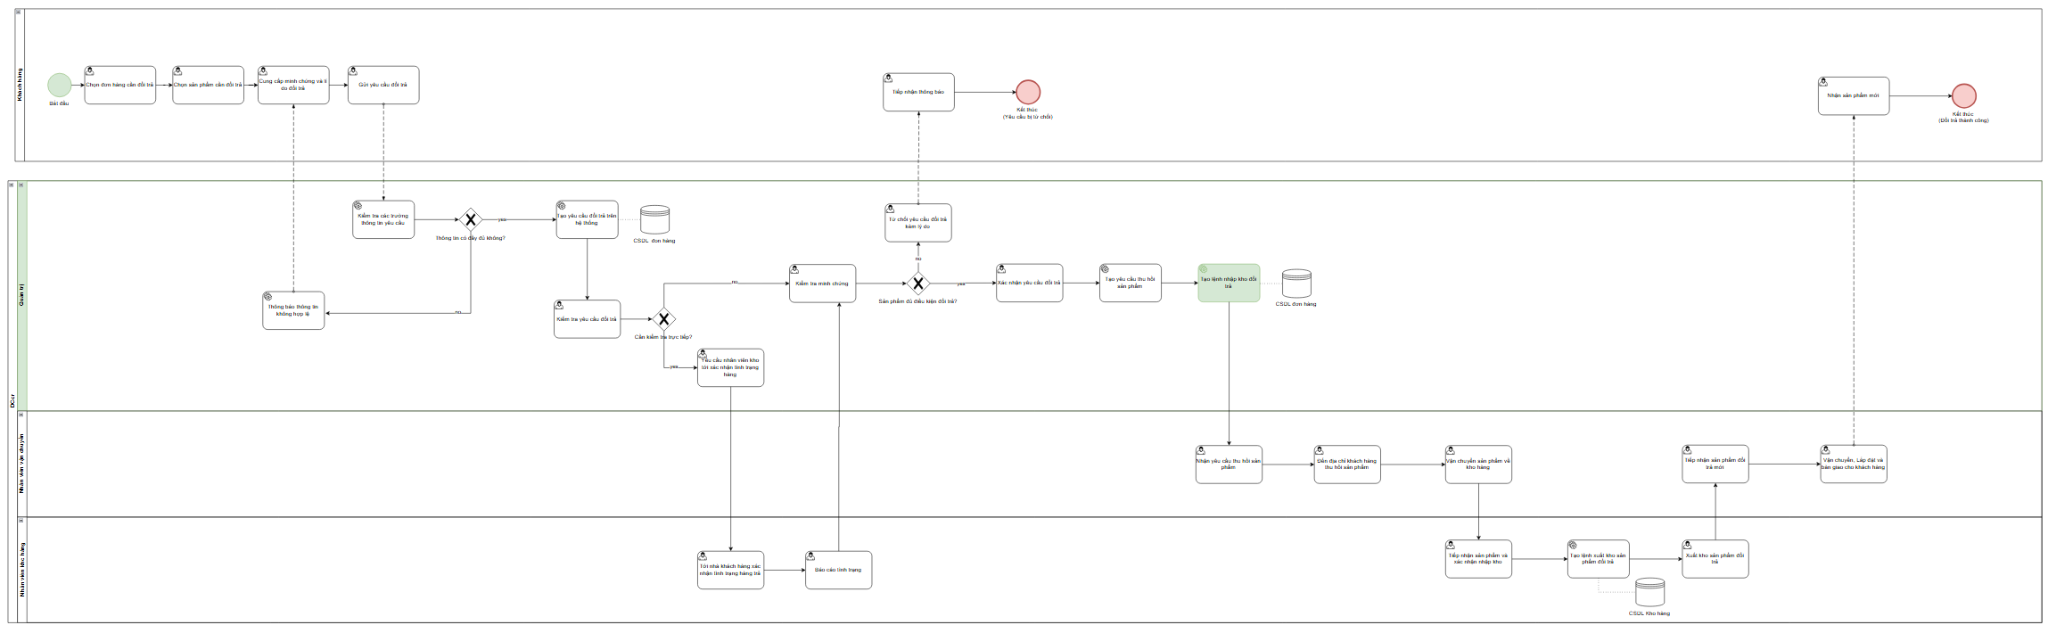 Khách hàng
Bắt đầu
Chọn đơn hàng cần đổi trả
Chọn sản phẩm cần đổi trả
Cung cấp minh chứng và lí
do đổi trả
Gửi yêu cầu đổi trả
Tiếp nhận thông báo
Kết thúc
(Yêu cầu bị từ chối)
Nhận sản phẩm mới
Kết thúc
(Đổi trả thành công)
Quản trị
Kiểm tra các trường
thông tin yêu cầu
Thông tin có đầy đủ không?
yes
no
Thông báo thông tin
không hợp lệ
Tạo yêu cầu đổi trả trên
hệ thống
CSDL đơn hàng
Kiểm tra yêu cầu đổi trả
Cần kiểm tra trực tiếp?
no
yes
Yêu cầu nhân viên kho
tới xác nhận tình trạng
hàng
Kiểm tra minh chứng
Từ chối yêu cầu đổi trả
kèm lý do
no
Sản phẩm đủ điều kiện đổi trả?
yes
Xác nhận yêu cầu đổi trả
Tạo yêu cầu thu hồi
sản phẩm
Tạo lệnh nhập kho đổi
trả
CSDL đơn hàng
Nhân viên vận chuyển
Nhận yêu cầu thu hồi sản
phẩm
Đến địa chỉ khách hàng
thu hồi sản phẩm
Vận chuyển sản phẩm về
kho hàng
Tiếp nhận sản phẩm đổi
trả mới
Vận chuyển, Lắp đặt và
bàn giao cho khách hàng
Nhân viên kho hàng
Tới nhà khách hàng xác
nhận tình trạng hàng trả
Báo cáo tình trạng
Tiếp nhận sản phẩm và
xác nhận nhập kho
Tạo lệnh xuất kho sản
phẩm đổi trả
Xuất kho sản phẩm đổi
trả
CSDL Kho hàng